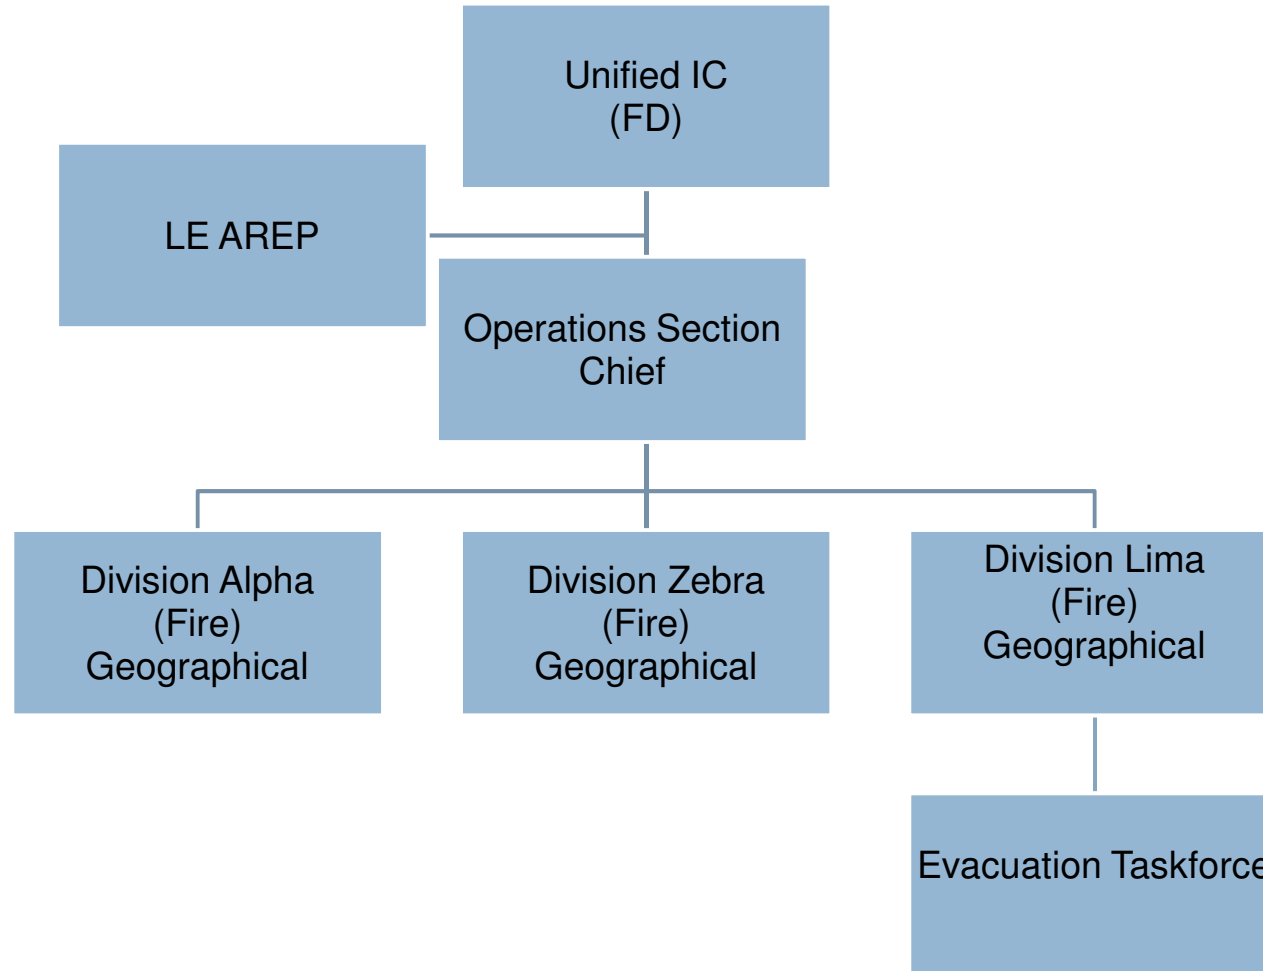 Unified IC
(FD)
LE AREP
Operations Section
Chief
Division Alpha
(Fire)
Geographical
Division Zebra
(Fire)
Geographical
Division Lima
(Fire)
Geographical
Evacuation Taskforce